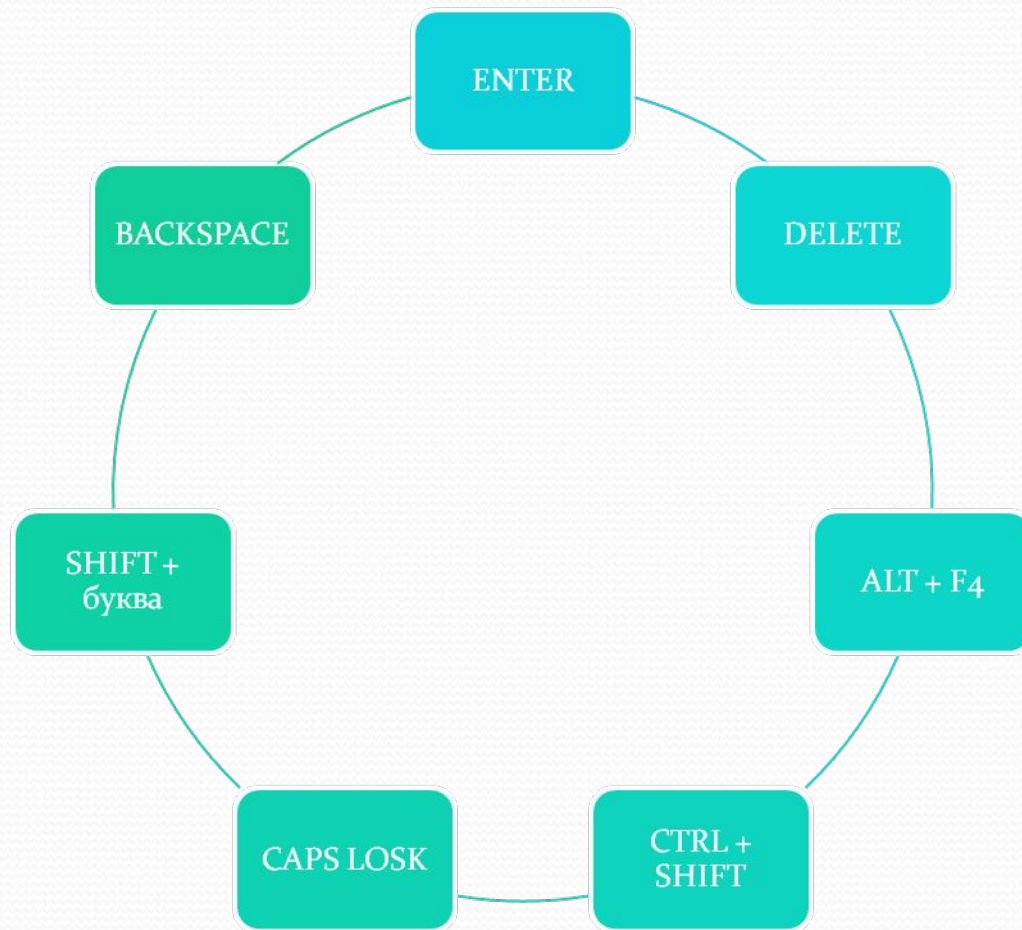 ENTER
DELETE
ALT + F4
CTRL +
SHIFT
CAPS LOSK
SHIFT +
буква
BACKSPACE